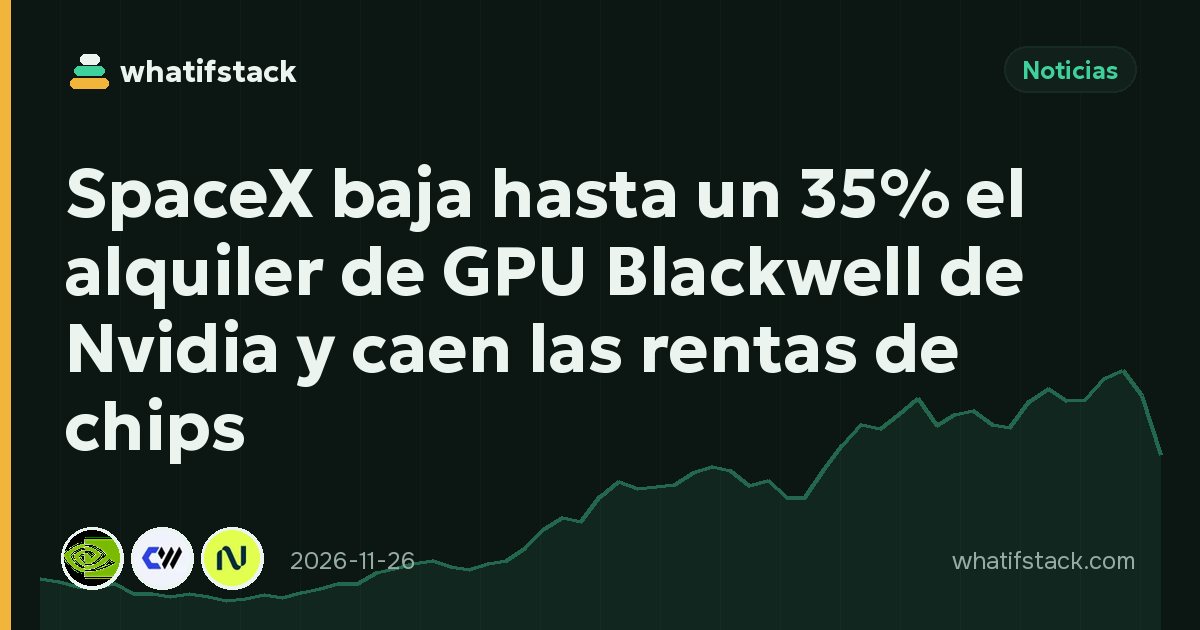 whatifstack
Noticias
SpaceX baja hasta un 35% el
alquiler de GPU Blackwell de
Nvidia y caen las rentas de
chips
2026-11-26
whatifstack.com